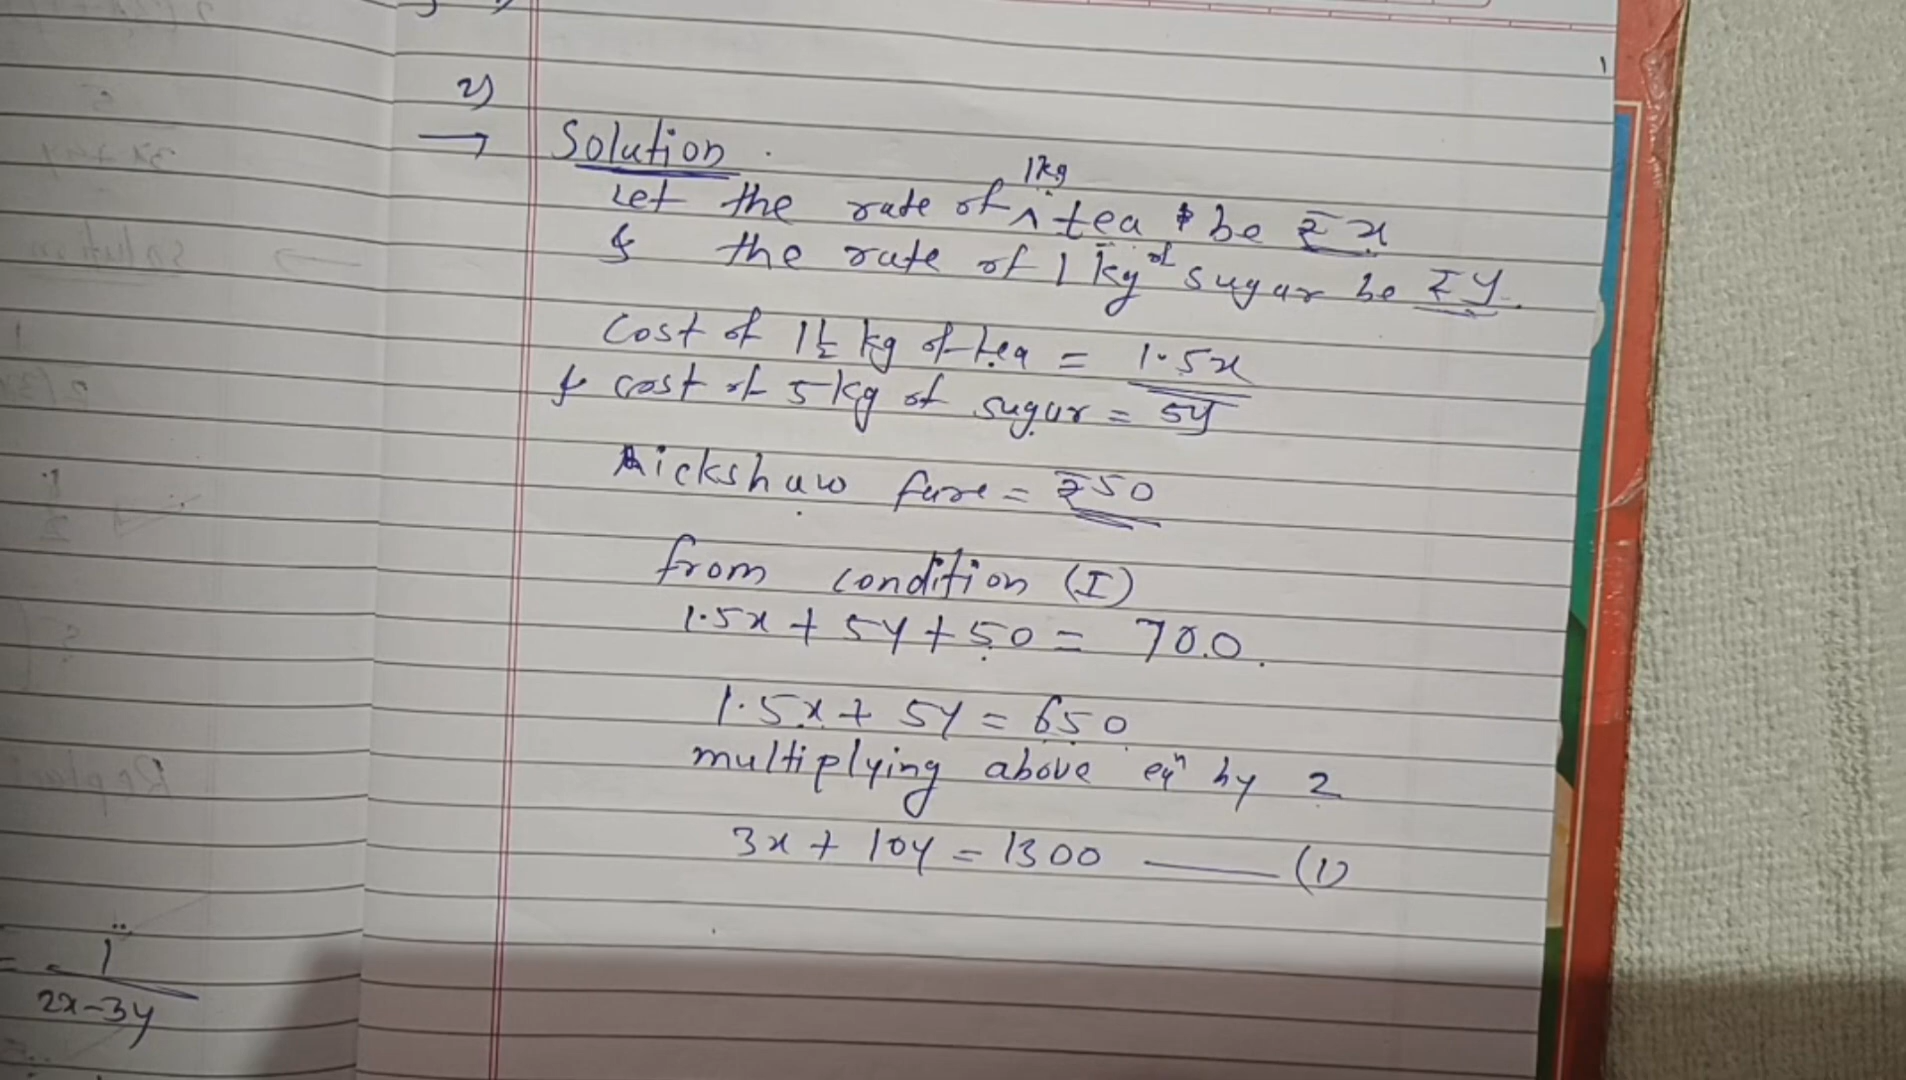 2)
→ Solution.
Let the rate of 1kg tea be ₹ x
& the rate of 1 kg of sugar be ₹ y.
Cost of 1½ kg of tea = 1.5x
& cost of 5kg of sugar = 5y
Rickshaw fare = ₹50
from condition (I)
1.5x + 5y + 50 = 700.
1.5x + 5y = 650
multiplying above eqⁿ by 2
3x + 10y = 1300 —— (1)
= 1
2x-3y